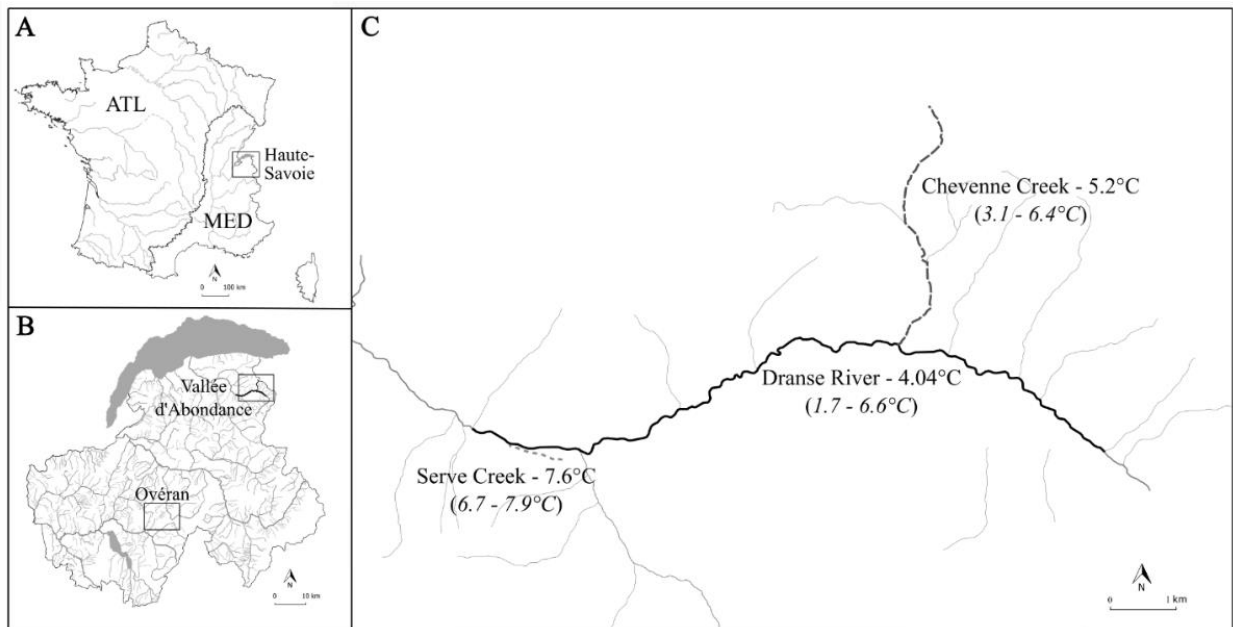 A
ATL
Haute-
Savoie
MED
N
0 100 km
B
Vallée
d'Abondance
Ovéran
N
0 10 km
C
Chevenne Creek - 5.2°C
(3.1 - 6.4°C)
Dranse River - 4.04°C
(1.7 - 6.6°C)
Serve Creek - 7.6°C
(6.7 - 7.9°C)
N
0 1 km